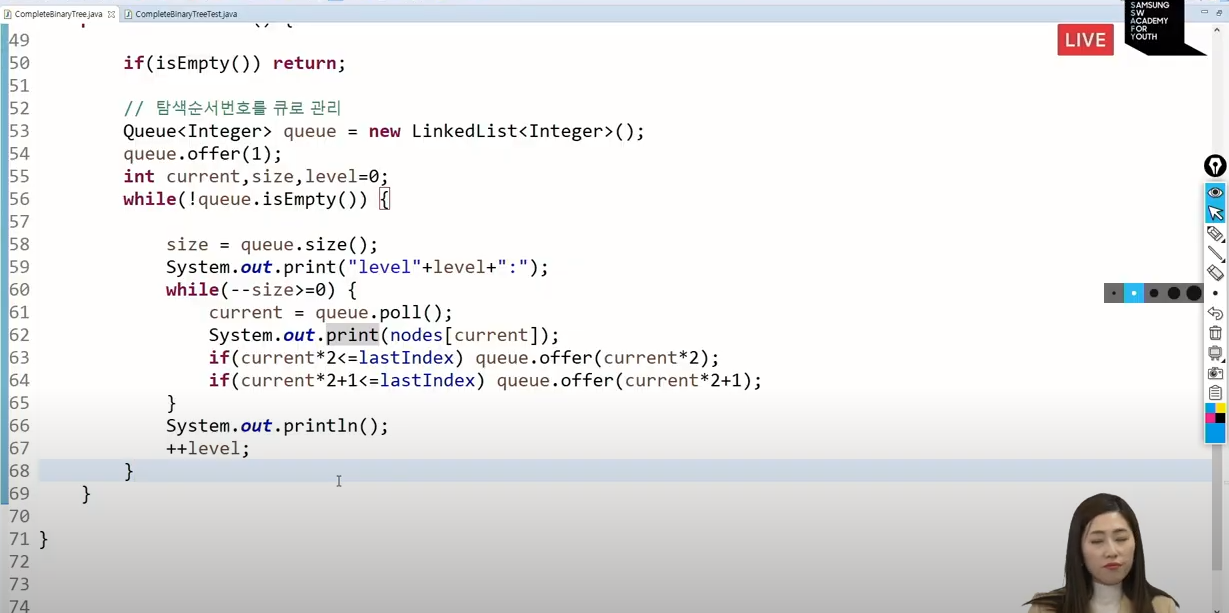 CompleteBinaryTree.java
CompleteBinaryTreeTest.java
SAMSUNG
SW
ACADEMY
FOR
YOUTH
LIVE
49 () {
50 if(isEmpty()) return;
51
52 // 탐색순서번호를 큐로 관리
53 Queue<Integer> queue = new LinkedList<Integer>();
54 queue.offer(1);
55 int current,size,level=0;
56 while(!queue.isEmpty()) {
57
58 size = queue.size();
59 System.out.print("level"+level+":");
60 while(--size>=0) {
61 current = queue.poll();
62 System.out.print(nodes[current]);
63 if(current*2<=lastIndex) queue.offer(current*2);
64 if(current*2+1<=lastIndex) queue.offer(current*2+1);
65 }
66 System.out.println();
67 ++level;
68 }
69 }
70
71 }
72
73
74